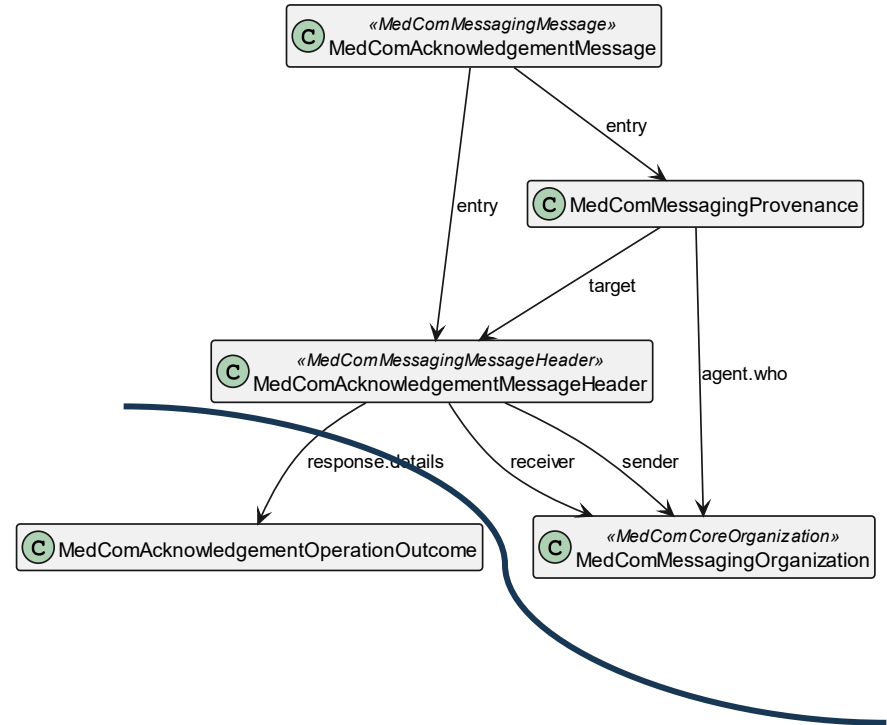 «MedComMessagingMessage»
C MedComAcknowledgementMessage
entry
C MedComMessagingProvenance
entry
target
«MedComMessagingMessageHeader»
C MedComAcknowledgementMessageHeader
agent.who
response.details
receiver
sender
C MedComAcknowledgementOperationOutcome
«MedComCoreOrganization»
C MedComMessagingOrganization